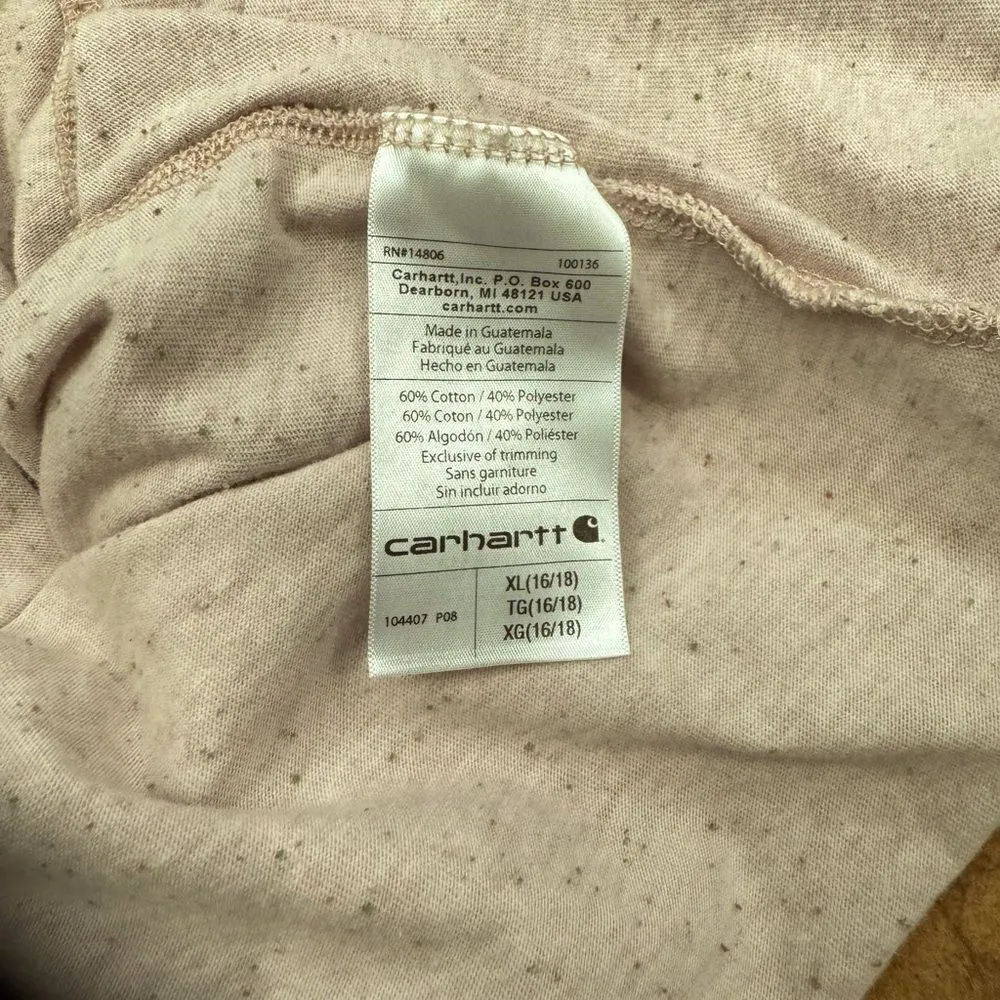 RN#14806 100136
Carhartt,Inc. P.O. Box 600
Dearborn, MI 48121 USA
carhartt.com
Made in Guatemala
Fabriqué au Guatemala
Hecho en Guatemala
60% Cotton / 40% Polyester
60% Coton / 40% Polyester
60% Algodón / 40% Poliéster
Exclusive of trimming
Sans garniture
Sin incluir adorno
carhartt
104407 P08
XL(16/18)
TG(16/18)
XG(16/18)